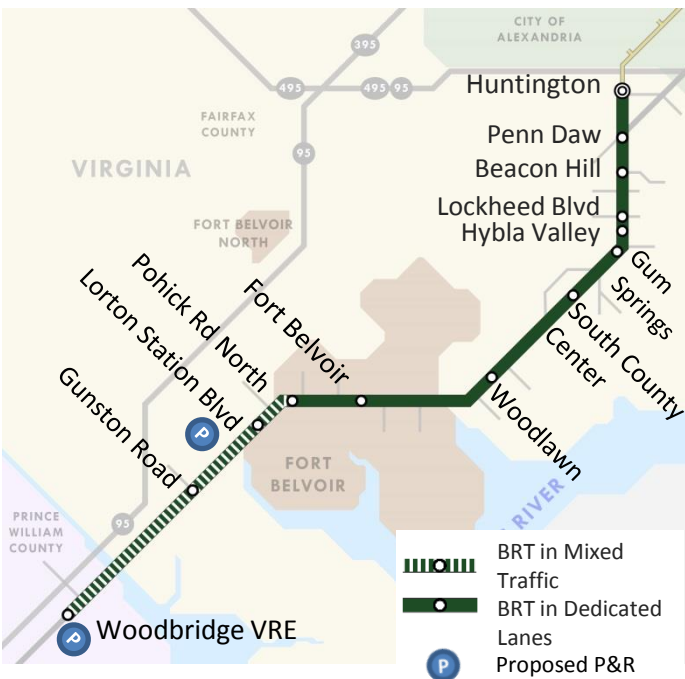 CITY OF
ALEXANDRIA
395
Huntington
495
495
95
FAIRFAX
COUNTY
Penn Daw
95
VIRGINIA
Beacon Hill
Lockheed Blvd
FORT BELVOIR
NORTH
Hybla Valley
Gum
Springs
South County
Center
Woodlawn
Fort Belvoir
Pohick Rd North
Lorton Station Blvd
P
Gunston Road
FORT
BELVOIR
RIVER
PRINCE
WILLIAM
COUNTY
95
P
Woodbridge VRE
BRT in Mixed
Traffic
BRT in Dedicated
Lanes
P
Proposed P&R